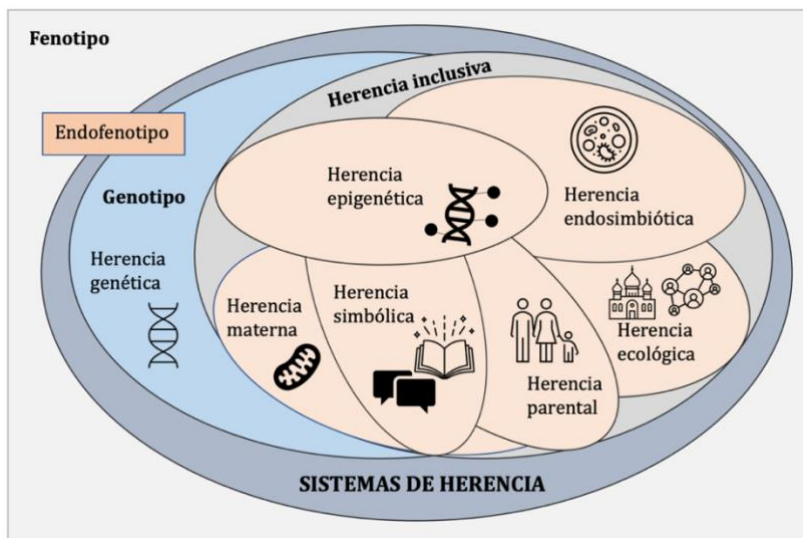 Fenotipo
Herencia inclusiva
Endofenotipo
Genotipo
Herencia
genética
Herencia
epigenética
Herencia
endosimbiótica
Herencia
materna
Herencia
simbólica
Herencia
parental
Herencia
ecológica
SISTEMAS DE HERENCIA